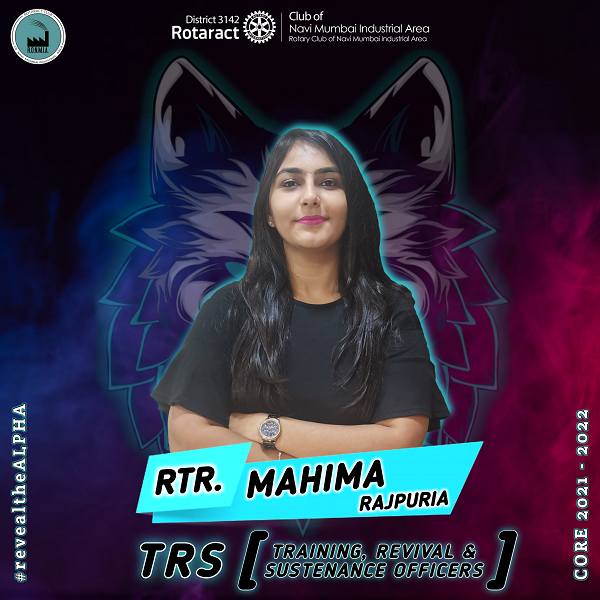 District 3142
Rotaract
Club of
Navi Mumbai Industrial Area
Rotary Club of Navi Mumbai Industrial Area
#revealtheALPHA
RTR. MAHIMA
RAJPURIA
TRS [TRAINING, REVIVAL &
SUSTENANCE OFFICERS]
CORE 2021 - 2022